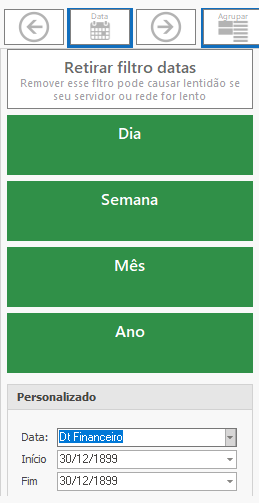 Data
Agrupar
Retirar filtro datas
Remover esse fltro pode causar lentidão se
seu servidor ou rede for lento
Dia
Semana
Mês
Ano
Personalizado
Data: Dt Financeiro
Início 30/12/1899
Fim 30/12/1899